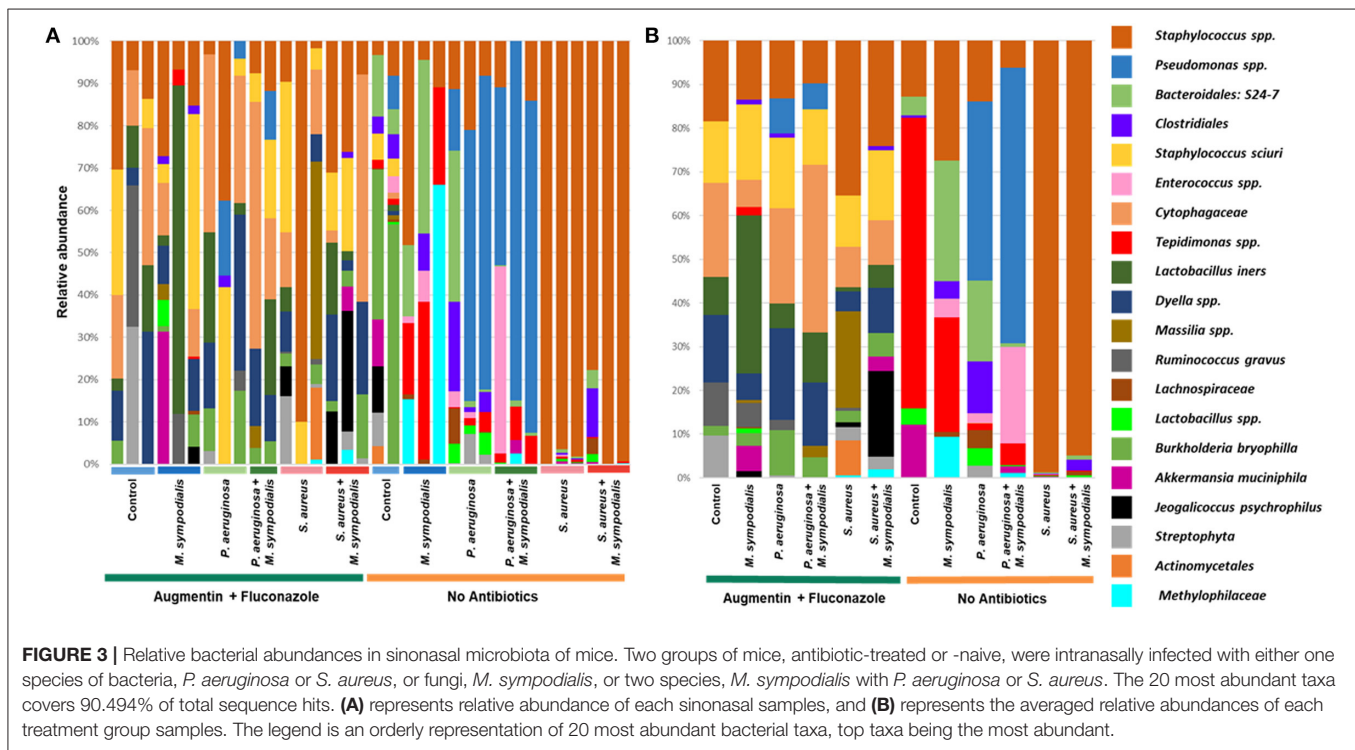 A
100%
90%
80%
70%
60%
50%
40%
30%
20%
10%
0%
Relative abundance
Control
M. sympodialis
P. aeruginosa
P. aeruginosa +
M. sympodialis
S. aureus
S. aureus +
M. sympodialis
Control
M. sympodialis
P. aeruginosa
P. aeruginosa +
M. sympodialis
S. aureus
S. aureus +
M. sympodialis
Augmentin + Fluconazole
No Antibiotics
B
100%
90%
80%
70%
60%
50%
40%
30%
20%
10%
0%
Control
M. sympodialis
P. aeruginosa
P. aeruginosa +
M. sympodialis
S. aureus
S. aureus +
M. sympodialis
Control
M. sympodialis
P. aeruginosa
P. aeruginosa +
M. sympodialis
S. aureus
S. aureus +
M. sympodialis
Augmentin + Fluconazole
No Antibiotics
Staphylococcus spp.
Pseudomonas spp.
Bacteroidales: S24-7
Clostridiales
Staphylococcus sciuri
Enterococcus spp.
Cytophagaceae
Tepidimonas spp.
Lactobacillus iners
Dyella spp.
Massilia spp.
Ruminococcus gravus
Lachnospiraceae
Lactobacillus spp.
Burkholderia bryophilla
Akkermansia muciniphila
Jeogalicoccus psychrophilus
Streptophyta
Actinomycetales
Methylophilaceae
FIGURE 3 | Relative bacterial abundances in sinonasal microbiota of mice. Two groups of mice, antibiotic-treated or -naive, were intranasally infected with either one
species of bacteria, P. aeruginosa or S. aureus, or fungi, M. sympodialis, or two species, M. sympodialis with P. aeruginosa or S. aureus. The 20 most abundant taxa
covers 90.494% of total sequence hits. (A) represents relative abundance of each sinonasal samples, and (B) represents the averaged relative abundances of each
treatment group samples. The legend is an orderly representation of 20 most abundant bacterial taxa, top taxa being the most abundant.